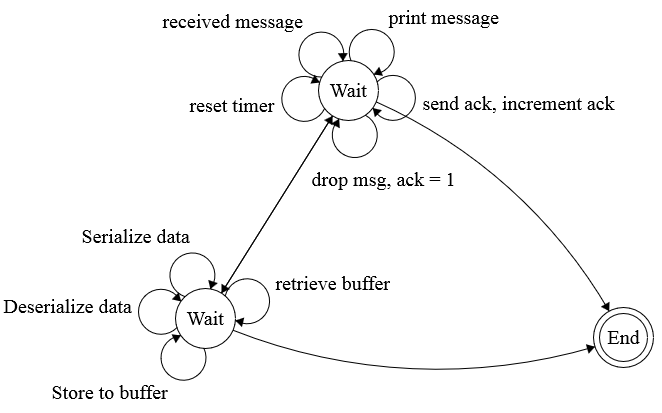 received message
print message
Wait
reset timer
send ack, increment ack
drop msg, ack = 1
Serialize data
retrieve buffer
Deserialize data
Wait
End
Store to buffer